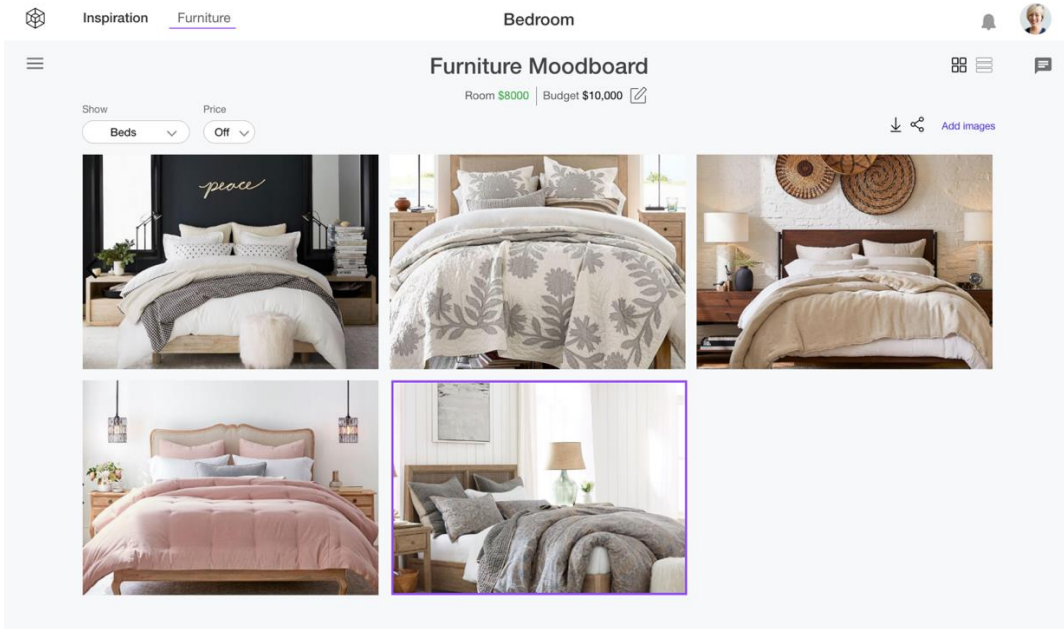 Inspiration Furniture Bedroom
Furniture Moodboard
Room $8000 Budget $10,000
Show Price
Beds Off
Add images
peace